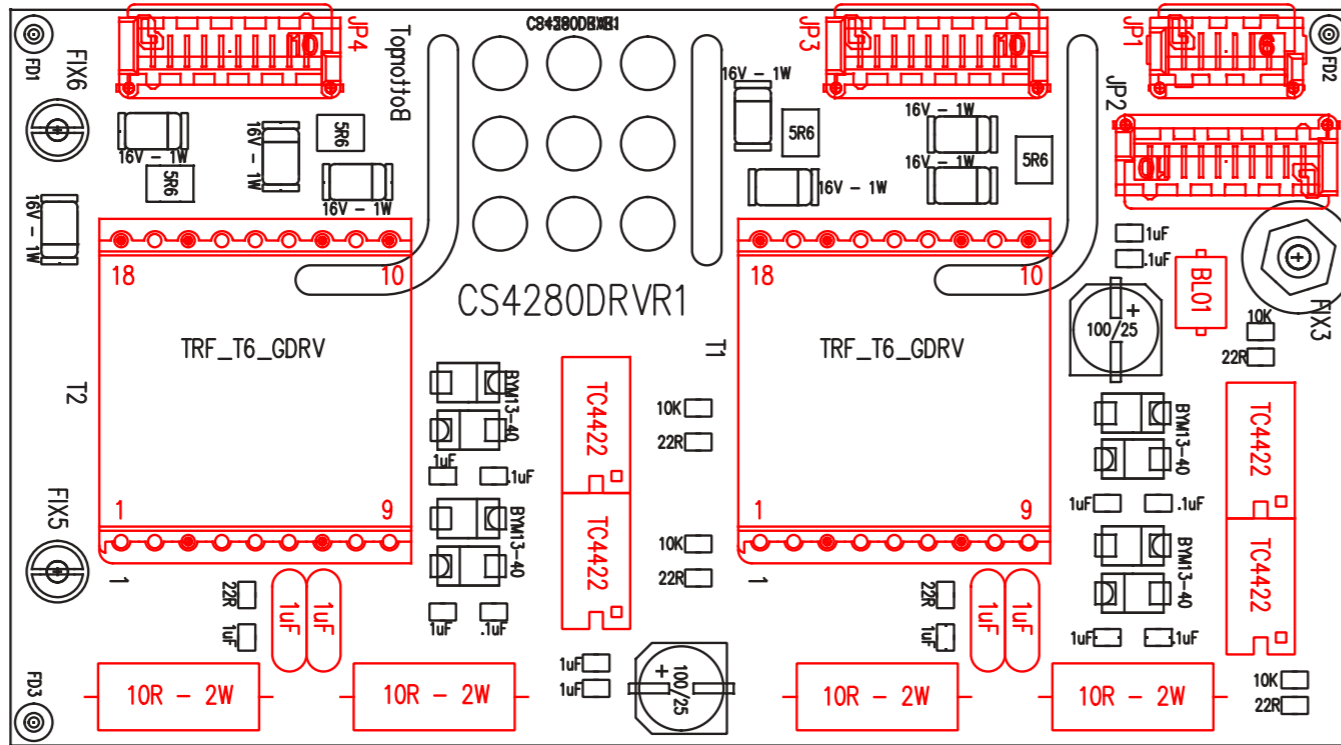 CS4280DRVR1
JP4
JP3
JP1
FD1
FD2
FIX6
Topmotto
Bottomqot
10
10
6
10
JP2
16V - 1W
16V - 1W
16V - 1W
16V - 1W
5R6
5R6
16V - 1W
5R6
16V - 1W
16V - 1W
16V - 1W
5R6
18
10
TRF_T6_GDRV
1
9
1
T2
CS4280DRVR1
T1
18
10
TRF_T6_GDRV
1
9
1
1uF
.1uF
BL01
100/25
+
FIX3
10K
22R
BYM13-40
1uF
.1uF
BYM13-40
1uF
.1uF
TC4422
TC4422
10K
22R
10K
22R
BYM13-40
1uF
.1uF
BYM13-40
1uF
.1uF
TC4422
TC4422
FIX5
22R
1uF
1uF
1uF
22R
1uF
1uF
1uF
FD3
10R - 2W
10R - 2W
1uF
1uF
+
100/25
10R - 2W
10R - 2W
10K
22R